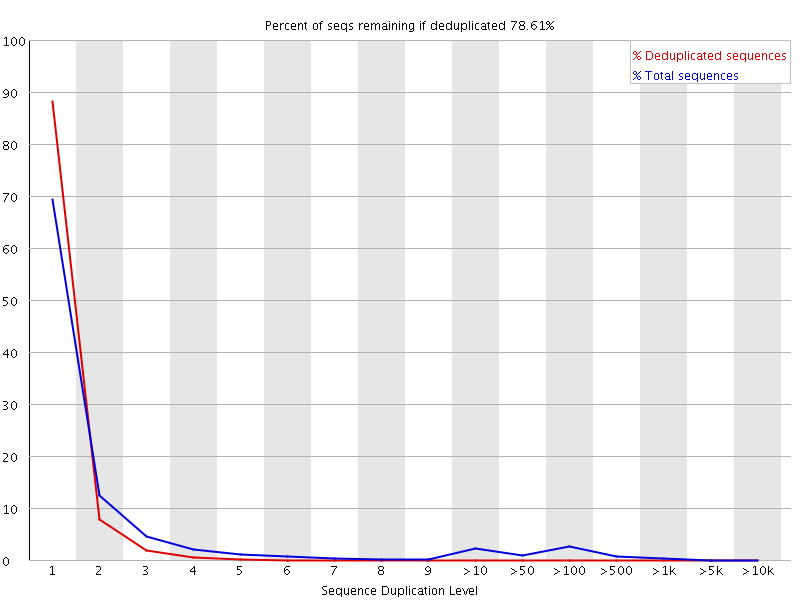 Percent of seqs remaining if deduplicated 78.61%
% Deduplicated sequences
% Total sequences
100
90
80
70
60
50
40
30
20
10
0
1 2 3 4 5 6 7 8 9 >10 >50 >100 >500 >1k >5k >10k
Sequence Duplication Level